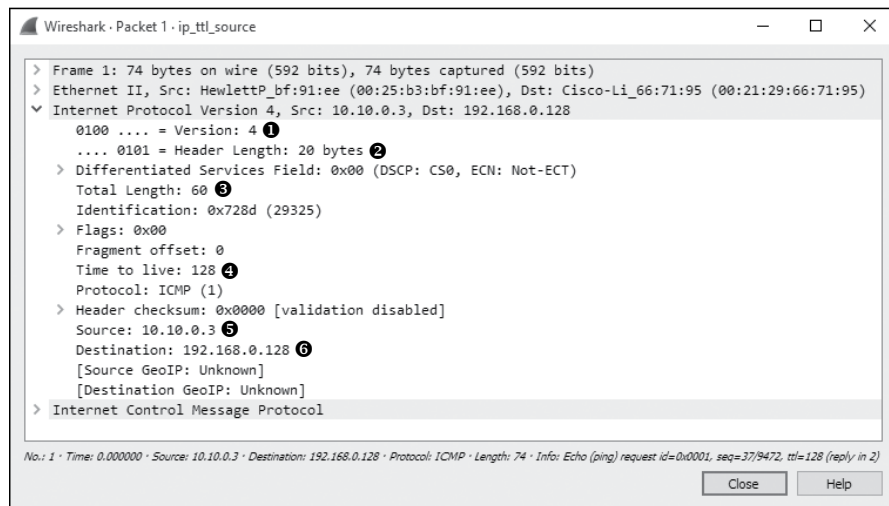 Wireshark · Packet 1 · ip_ttl_source
> Frame 1: 74 bytes on wire (592 bits), 74 bytes captured (592 bits)
> Ethernet II, Src: HewlettP_bf:91:ee (00:25:b3:bf:91:ee), Dst: Cisco-Li_66:71:95 (00:21:29:66:71:95)
Internet Protocol Version 4, Src: 10.10.0.3, Dst: 192.168.0.128
0100 .... = Version: 4 ❶
.... 0101 = Header Length: 20 bytes ❷
> Differentiated Services Field: 0x00 (DSCP: CS0, ECN: Not-ECT)
Total Length: 60 ❸
Identification: 0x728d (29325)
> Flags: 0x00
Fragment offset: 0
Time to live: 128 ❹
Protocol: ICMP (1)
> Header checksum: 0x0000 [validation disabled]
Source: 10.10.0.3 ❺
Destination: 192.168.0.128 ❻
[Source GeoIP: Unknown]
[Destination GeoIP: Unknown]
> Internet Control Message Protocol
No.: 1 · Time: 0.000000 · Source: 10.10.0.3 · Destination: 192.168.0.128 · Protocol: ICMP · Length: 74 · Info: Echo (ping) request id=0x0001, seq=37/9472, ttl=128 (reply in 2)
Close Help